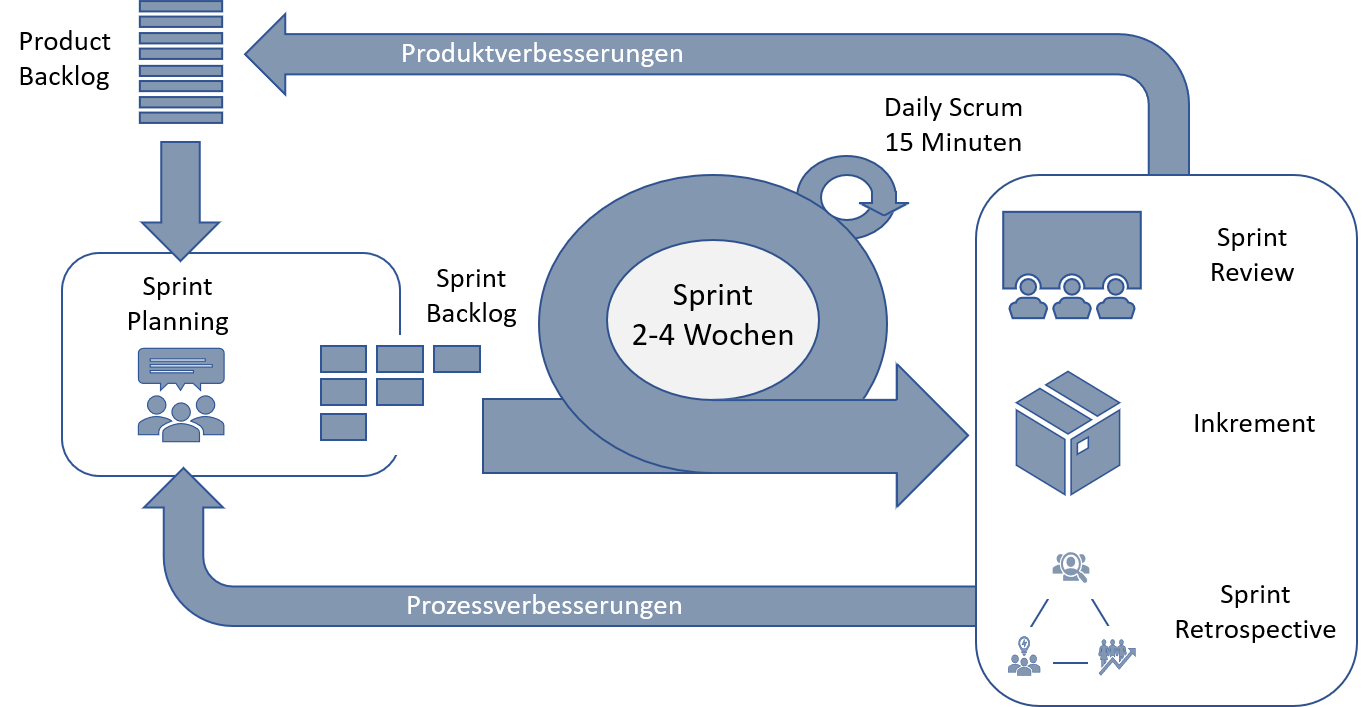 Product
Backlog
Produktverbesserungen
Daily Scrum
15 Minuten
Sprint
Planning
Sprint
Backlog
Sprint
2-4 Wochen
Sprint
Review
Inkrement
Sprint
Retrospective
Prozessverbesserungen